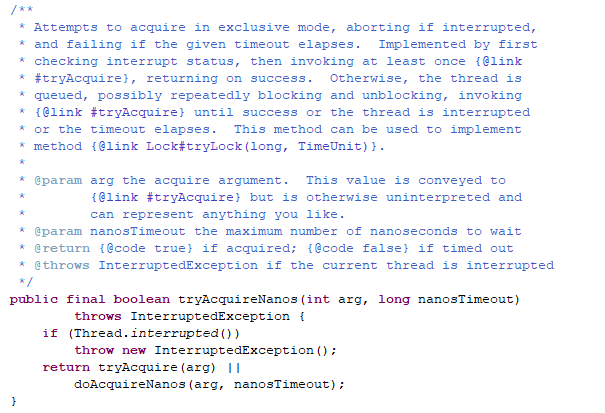 /**
 * Attempts to acquire in exclusive mode, aborting if interrupted,
 * and failing if the given timeout elapses.  Implemented by first
 * checking interrupt status, then invoking at least once {@link
 * #tryAcquire}, returning on success.  Otherwise, the thread is
 * queued, possibly repeatedly blocking and unblocking, invoking
 * {@link #tryAcquire} until success or the thread is interrupted
 * or the timeout elapses.  This method can be used to implement
 * method {@link Lock#tryLock(long, TimeUnit)}.
 *
 * @param arg the acquire argument.  This value is conveyed to
 *        {@link #tryAcquire} but is otherwise uninterpreted and
 *        can represent anything you like.
 * @param nanosTimeout the maximum number of nanoseconds to wait
 * @return {@code true} if acquired; {@code false} if timed out
 * @throws InterruptedException if the current thread is interrupted
 */
public final boolean tryAcquireNanos(int arg, long nanosTimeout)
        throws InterruptedException {
    if (Thread.interrupted())
        throw new InterruptedException();
    return tryAcquire(arg) ||
        doAcquireNanos(arg, nanosTimeout);
}